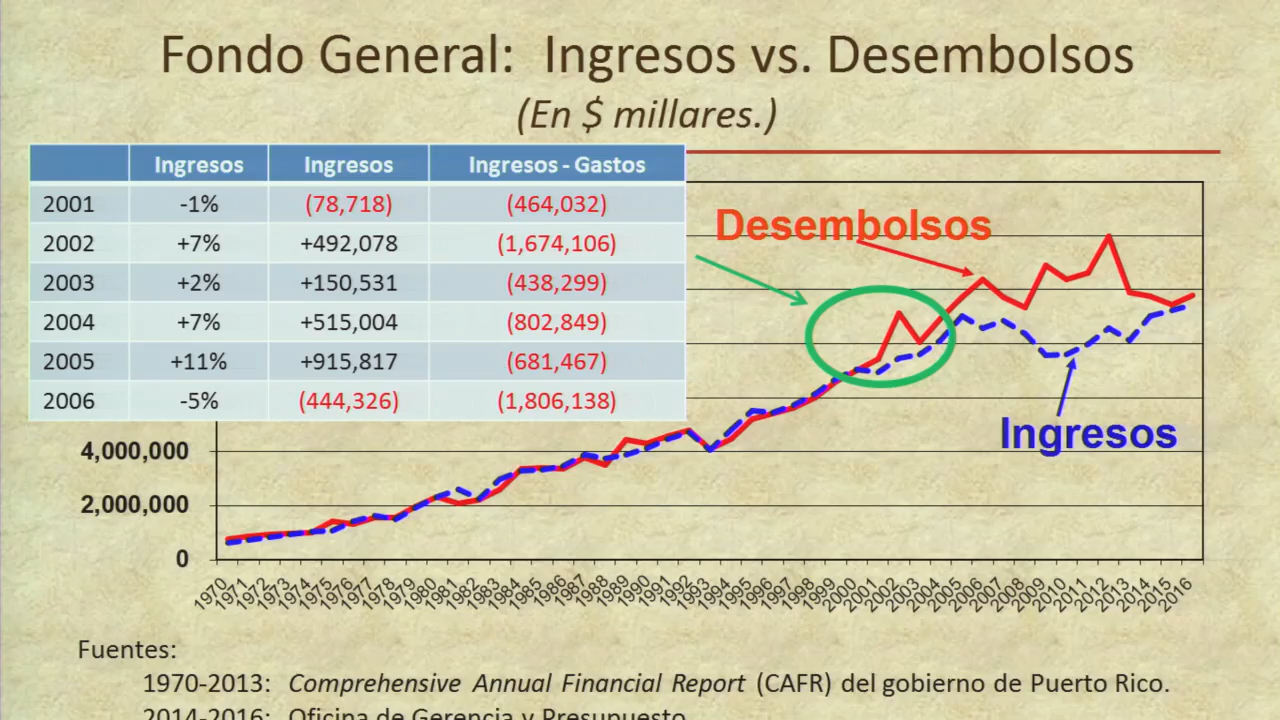 Fondo General: Ingresos vs. Desembolsos
(En $ millares.)
Ingresos Ingresos Ingresos - Gastos
2001 -1% (78,718) (464,032)
2002 +7% +492,078 (1,674,106)
2003 +2% +150,531 (438,299)
2004 +7% +515,004 (802,849)
2005 +11% +915,817 (681,467)
2006 -5% (444,326) (1,806,138)
Desembolsos
Ingresos
4,000,000
2,000,000
0
1970 1971 1972 1973 1974 1975 1976 1977 1978 1979 1980 1981 1982 1983 1984 1985 1986 1987 1988 1989 1990 1991 1992 1993 1994 1995 1996 1997 1998 1999 2000 2001 2002 2003 2004 2005 2006 2007 2008 2009 2010 2011 2012 2013 2014 2015 2016
Fuentes:
1970-2013: Comprehensive Annual Financial Report (CAFR) del gobierno de Puerto Rico.
2014-2016: Oficina de Gerencia y Presupuesto